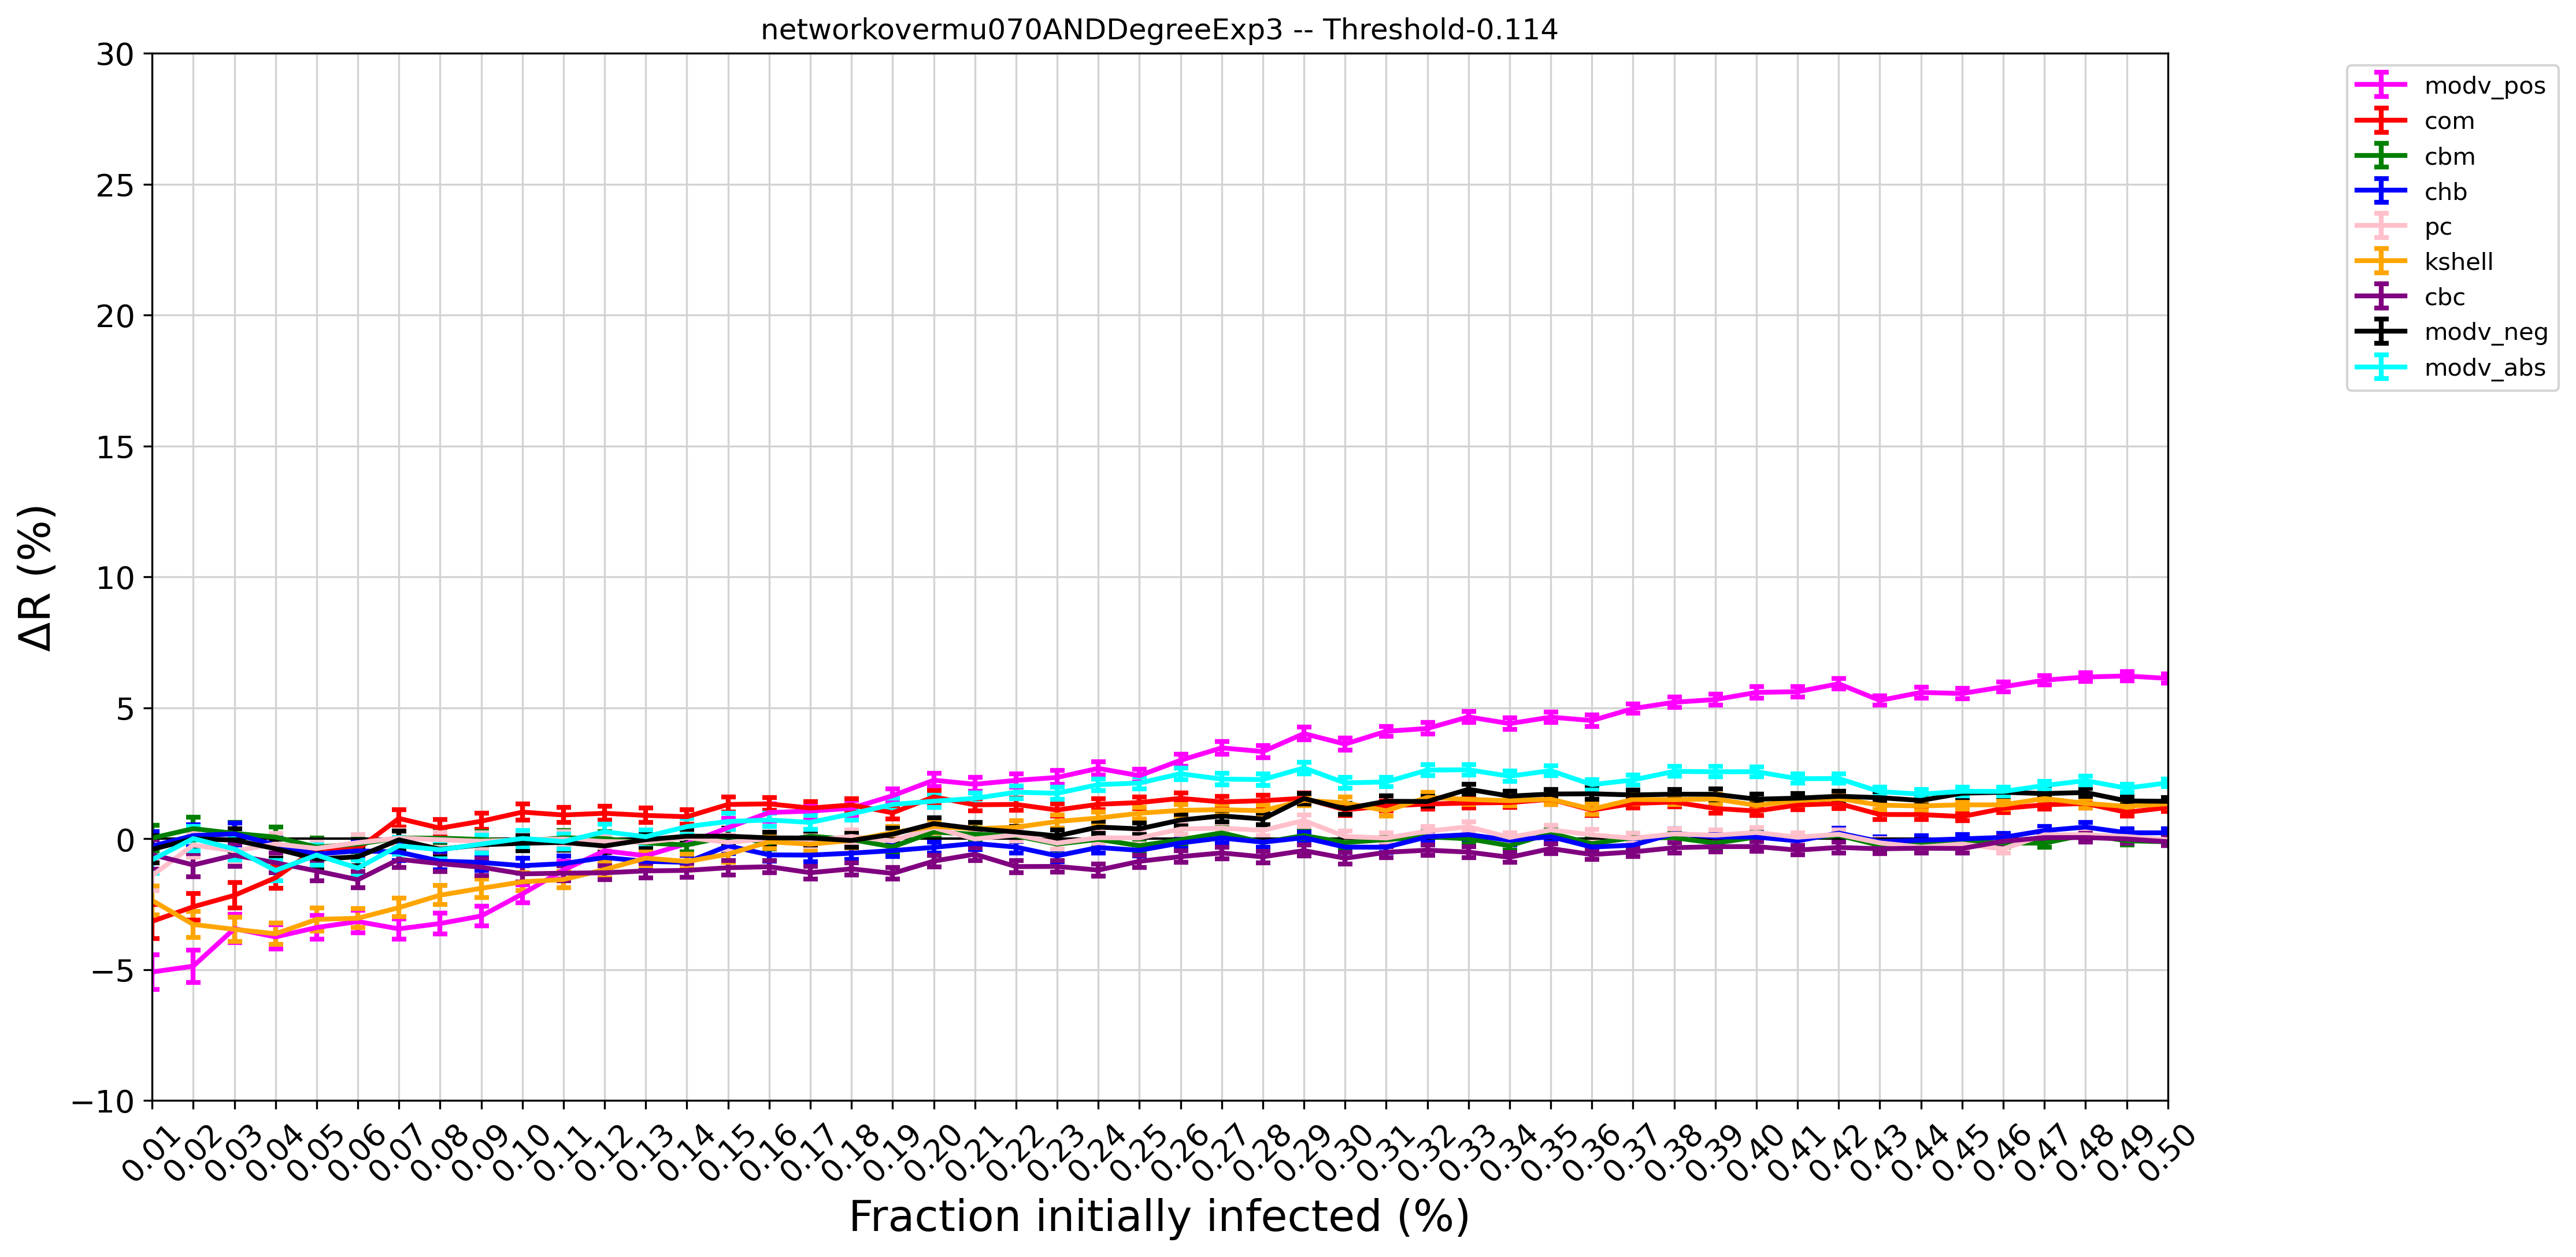 networkovermu070ANDDegreeExp3 -- Threshold-0.114
30
25
20
15
10
5
0
−5
−10
ΔR (%)
0.01 0.02 0.03 0.04 0.05 0.06 0.07 0.08 0.09 0.10 0.11 0.12 0.13 0.14 0.15 0.16 0.17 0.18 0.19 0.20 0.21 0.22 0.23 0.24 0.25 0.26 0.27 0.28 0.29 0.30 0.31 0.32 0.33 0.34 0.35 0.36 0.37 0.38 0.39 0.40 0.41 0.42 0.43 0.44 0.45 0.46 0.47 0.48 0.49 0.50
Fraction initially infected (%)
modv_pos
com
cbm
chb
pc
kshell
cbc
modv_neg
modv_abs